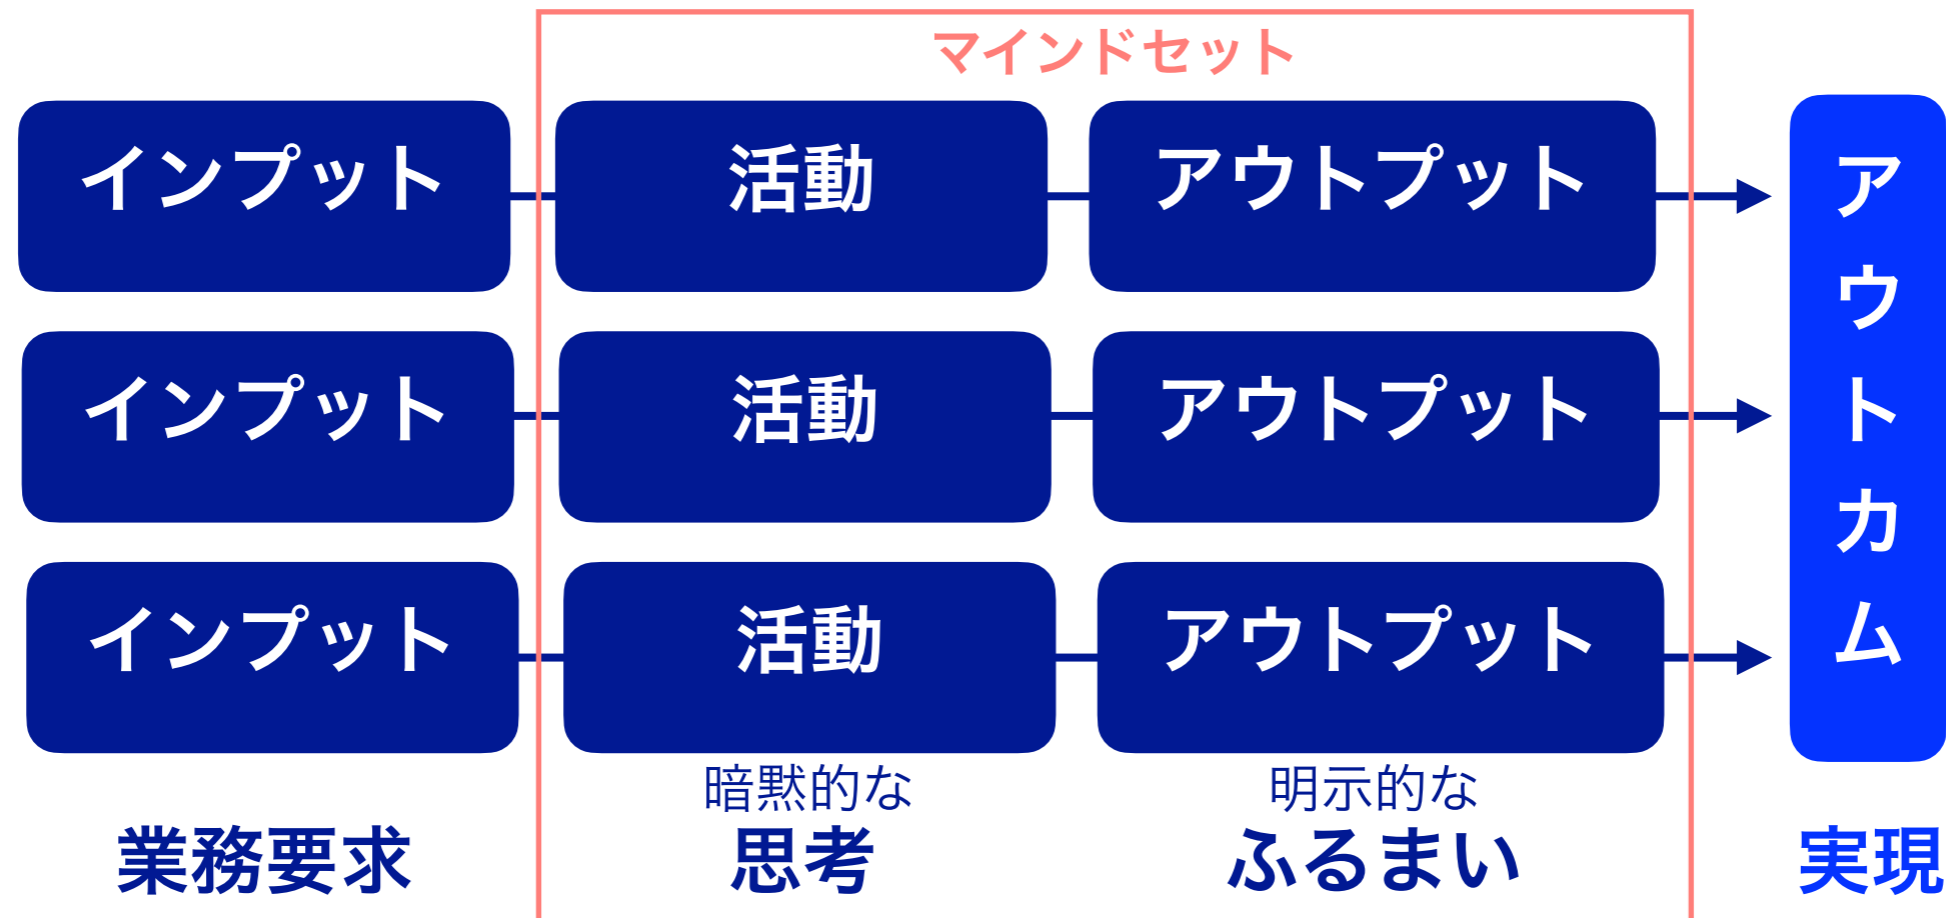 マインドセット
インプット
活動
アウトプット
インプット
活動
アウトプット
インプット
活動
アウトプット
アウトカム
暗黙的な
明示的な
業務要求
思考
ふるまい
実現